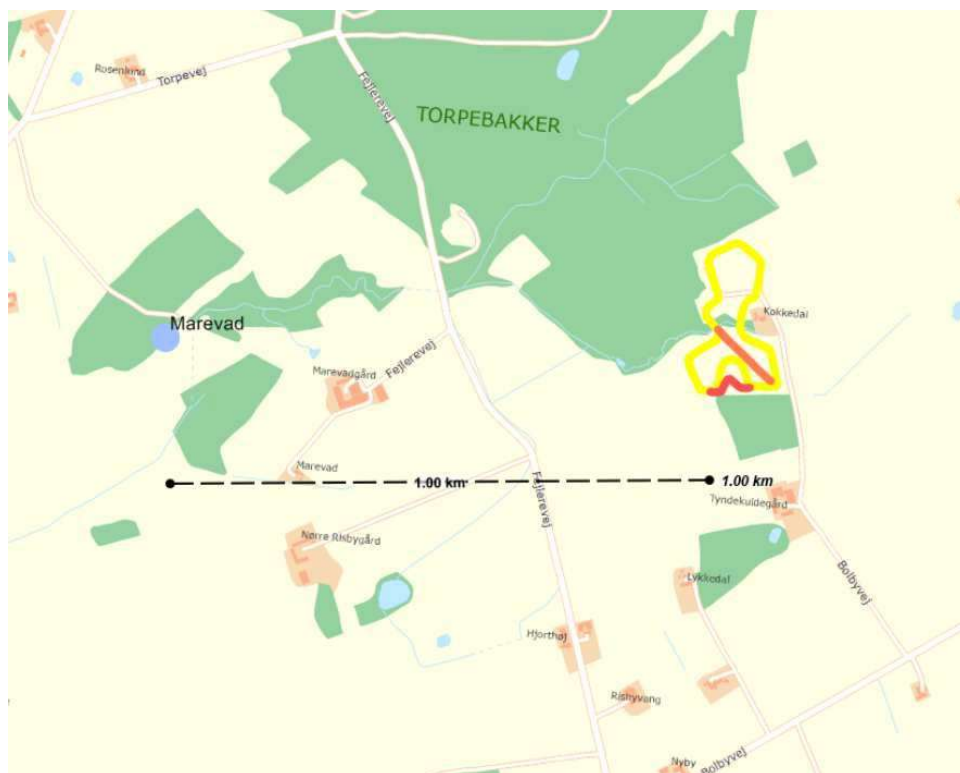 Rosenlund
Torpevej
Fejlerevej
TORPEBAKKER
Kokkedal
Marevad
Fejlerevej
Marevadgård
Marevad
1.00 km
1.00 km
Fejlerevej
Tyndekuldegård
Nørre Risbygård
Bolbyvej
Lykkedal
Hjorthøj
Risbyvang
Bolbyvej
Nyby